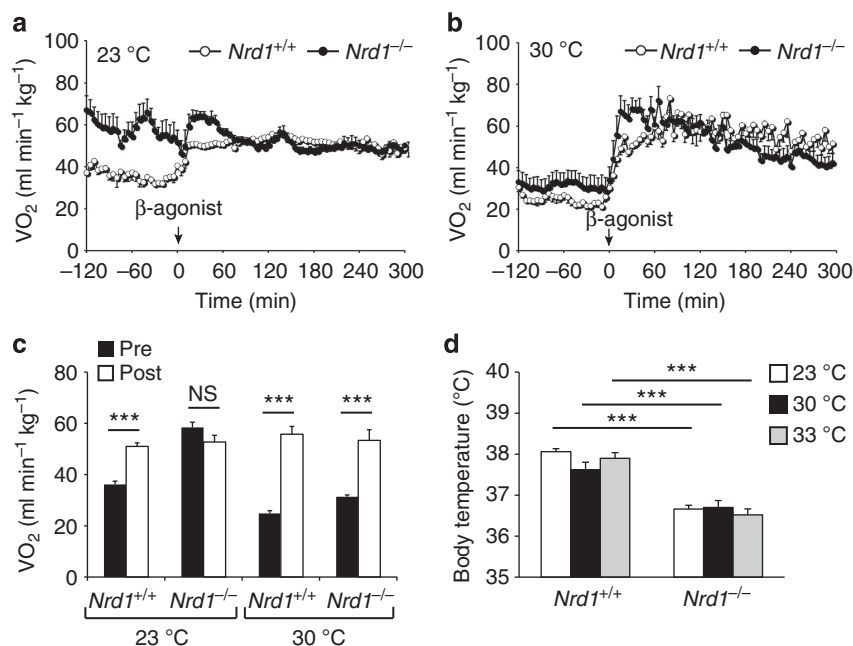 a
100
80
60
40
20
0
VO₂ (ml min⁻¹ kg⁻¹)
23 °C
Nrd1⁺/⁺ Nrd1⁻/⁻
β-agonist
−120 −60 0 60 120 180 240 300
Time (min)
b
100
80
60
40
20
0
VO₂ (ml min⁻¹ kg⁻¹)
30 °C
Nrd1⁺/⁺ Nrd1⁻/⁻
β-agonist
−120 −60 0 60 120 180 240 300
Time (min)
c
Pre
Post
80
60
40
20
0
VO₂ (ml min⁻¹ kg⁻¹)
*** NS *** ***
Nrd1⁺/⁺ Nrd1⁻/⁻ Nrd1⁺/⁺ Nrd1⁻/⁻
23 °C 30 °C
d
40
39
38
37
36
35
Body temperature (°C)
***
***
***
23 °C
30 °C
33 °C
Nrd1⁺/⁺ Nrd1⁻/⁻